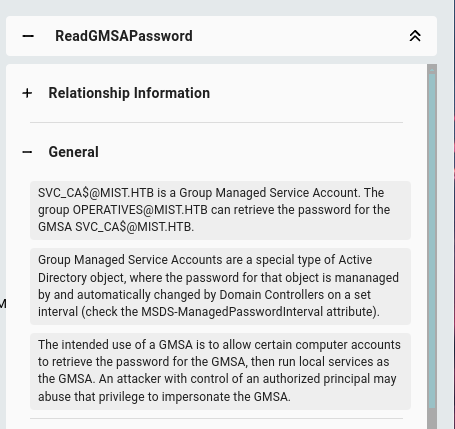 ReadGMSAPassword
Relationship Information
General
SVC_CA$@MIST.HTB is a Group Managed Service Account. The
group OPERATIVES@MIST.HTB can retrieve the password for the
GMSA SVC_CA$@MIST.HTB.
Group Managed Service Accounts are a special type of Active
Directory object, where the password for that object is mananaged
by and automatically changed by Domain Controllers on a set
interval (check the MSDS-ManagedPasswordInterval attribute).
M
The intended use of a GMSA is to allow certain computer accounts
to retrieve the password for the GMSA, then run local services as
the GMSA. An attacker with control of an authorized principal may
abuse that privilege to impersonate the GMSA.